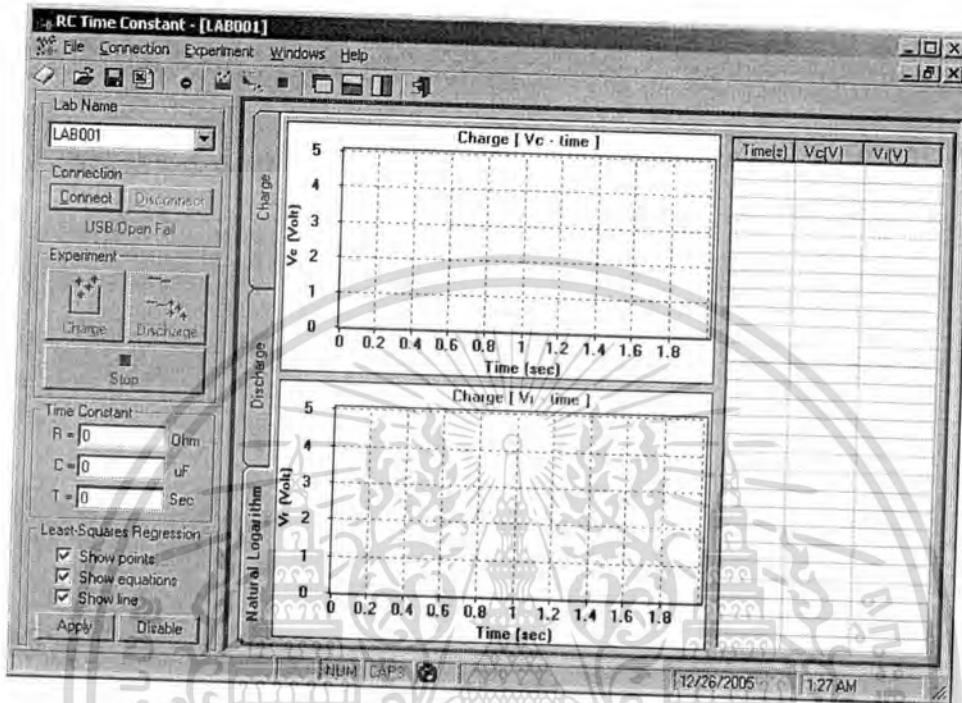 RC Time Constant - [LAB001]
File Connection Experiment Windows Help
Lab Name
LAB001
Connection
Connect Disconnect
USB Open Fail
Experiment
Charge Discharge
Stop
Time Constant
R = 0 Ohm
C = 0 uF
T = 0 Sec
Least-Squares Regression
Show points
Show equations
Show line
Apply Disable
Charge
Discharge
Natural Logarithm
Charge [ Vc - time ]
Vc (Volt)
5
4
3
2
1
0
0 0.2 0.4 0.6 0.8 1 1.2 1.4 1.6 1.8
Time (sec)
Charge [ Vr - time ]
Vr (Volt)
5
4
3
2
1
0
0 0.2 0.4 0.6 0.8 1 1.2 1.4 1.6 1.8
Time (sec)
Time(s) Vc(V) Vr(V)
NUM CAPS 12/26/2005 1:27 AM